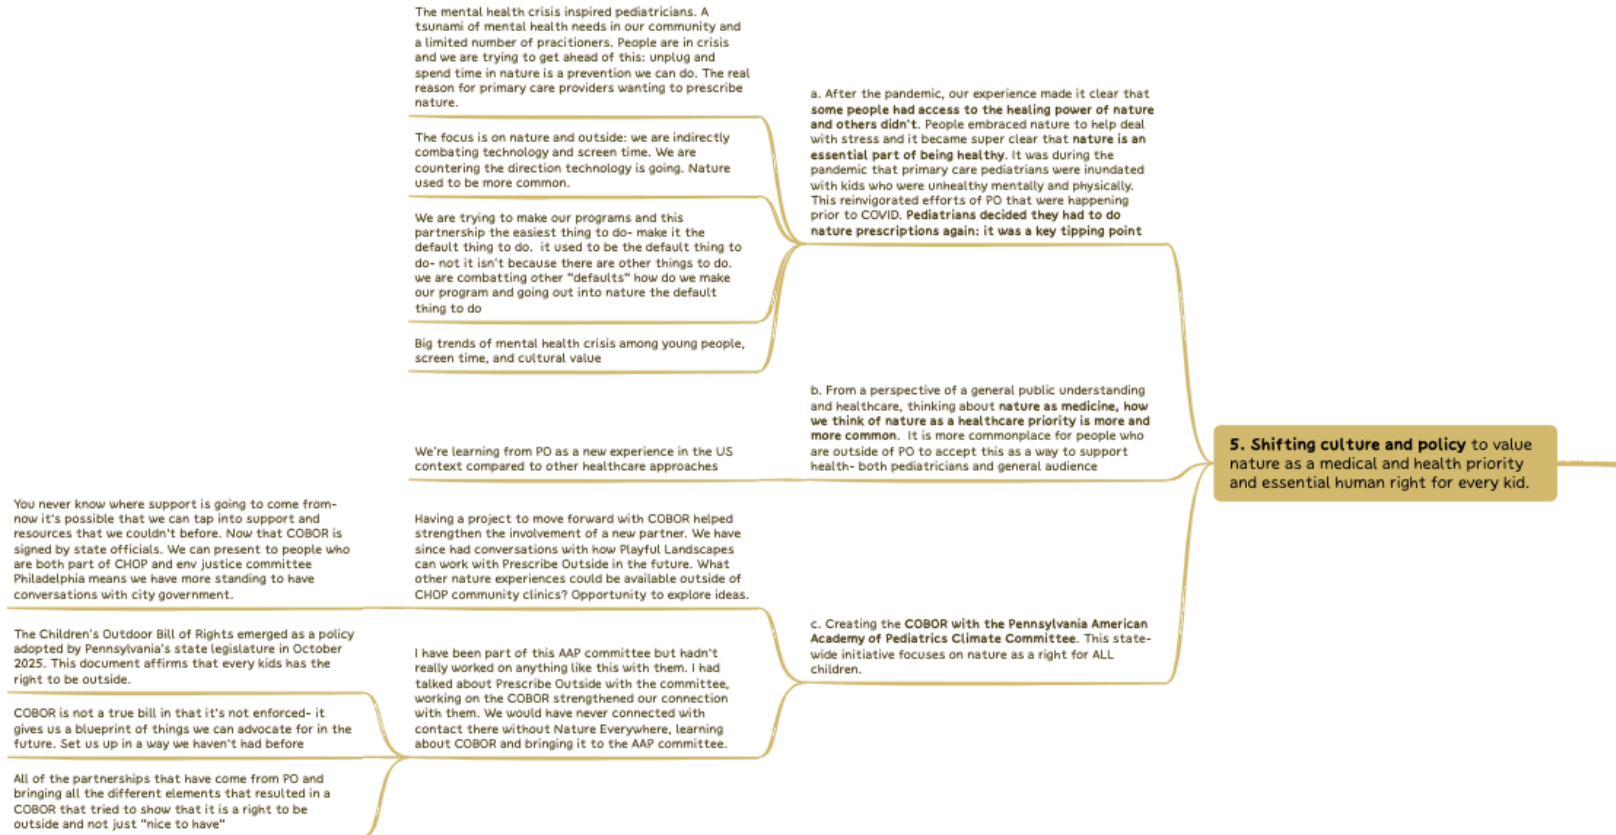 The mental health crisis inspired pediatricians. A
tsunami of mental health needs in our community and
a limited number of pracitioners. People are in crisis
and we are trying to get ahead of this: unplug and
spend time in nature is a prevention we can do. The real
reason for primary care providers wanting to prescribe
nature.
The focus is on nature and outside: we are indirectly
combating technology and screen time. We are
countering the direction technology is going. Nature
used to be more common.
We are trying to make our programs and this
partnership the easiest thing to do- make it the
default thing to do.  it used to be the default thing to
do- not it isn't because there are other things to do.
we are combatting other "defaults" how do we make
our program and going out into nature the default
thing to do
Big trends of mental health crisis among young people,
screen time, and cultural value
a. After the pandemic, our experience made it clear that
some people had access to the healing power of nature
and others didn't. People embraced nature to help deal
with stress and it became super clear that nature is an
essential part of being healthy. It was during the
pandemic that primary care pediatrians were inundated
with kids who were unhealthy mentally and physically.
This reinvigorated efforts of PO that were happening
prior to COVID. Pediatrians decided they had to do
nature prescriptions again: it was a key tipping point
We're learning from PO as a new experience in the US
context compared to other healthcare approaches
b. From a perspective of a general public understanding
and healthcare, thinking about nature as medicine, how
we think of nature as a healthcare priority is more and
more common.  It is more commonplace for people who
are outside of PO to accept this as a way to support
health- both pediatricians and general audience
5. Shifting culture and policy to value
nature as a medical and health priority
and essential human right for every kid.
You never know where support is going to come from-
now it's possible that we can tap into support and
resources that we couldn't before. Now that COBOR is
signed by state officials. We can present to people who
are both part of CHOP and env justice committee
Philadelphia means we have more standing to have
conversations with city government.
Having a project to move forward with COBOR helped
strengthen the involvement of a new partner. We have
since had conversations with how Playful Landscapes
can work with Prescribe Outside in the future. What
other nature experiences could be available outside of
CHOP community clinics? Opportunity to explore ideas.
The Children's Outdoor Bill of Rights emerged as a policy
adopted by Pennsylvania's state legislature in October
2025. This document affirms that every kids has the
right to be outside.
COBOR is not a true bill in that it's not enforced- it
gives us a blueprint of things we can advocate for in the
future. Set us up in a way we haven't had before
All of the partnerships that have come from PO and
bringing all the different elements that resulted in a
COBOR that tried to show that it is a right to be
outside and not just "nice to have"
I have been part of this AAP committee but hadn't
really worked on anything like this with them. I had
talked about Prescribe Outside with the committee,
working on the COBOR strengthened our connection
with them. We would have never connected with
contact there without Nature Everywhere, learning
about COBOR and bringing it to the AAP committee.
c. Creating the COBOR with the Pennsylvania American
Academy of Pediatrics Climate Committee. This state-
wide initiative focuses on nature as a right for ALL
children.